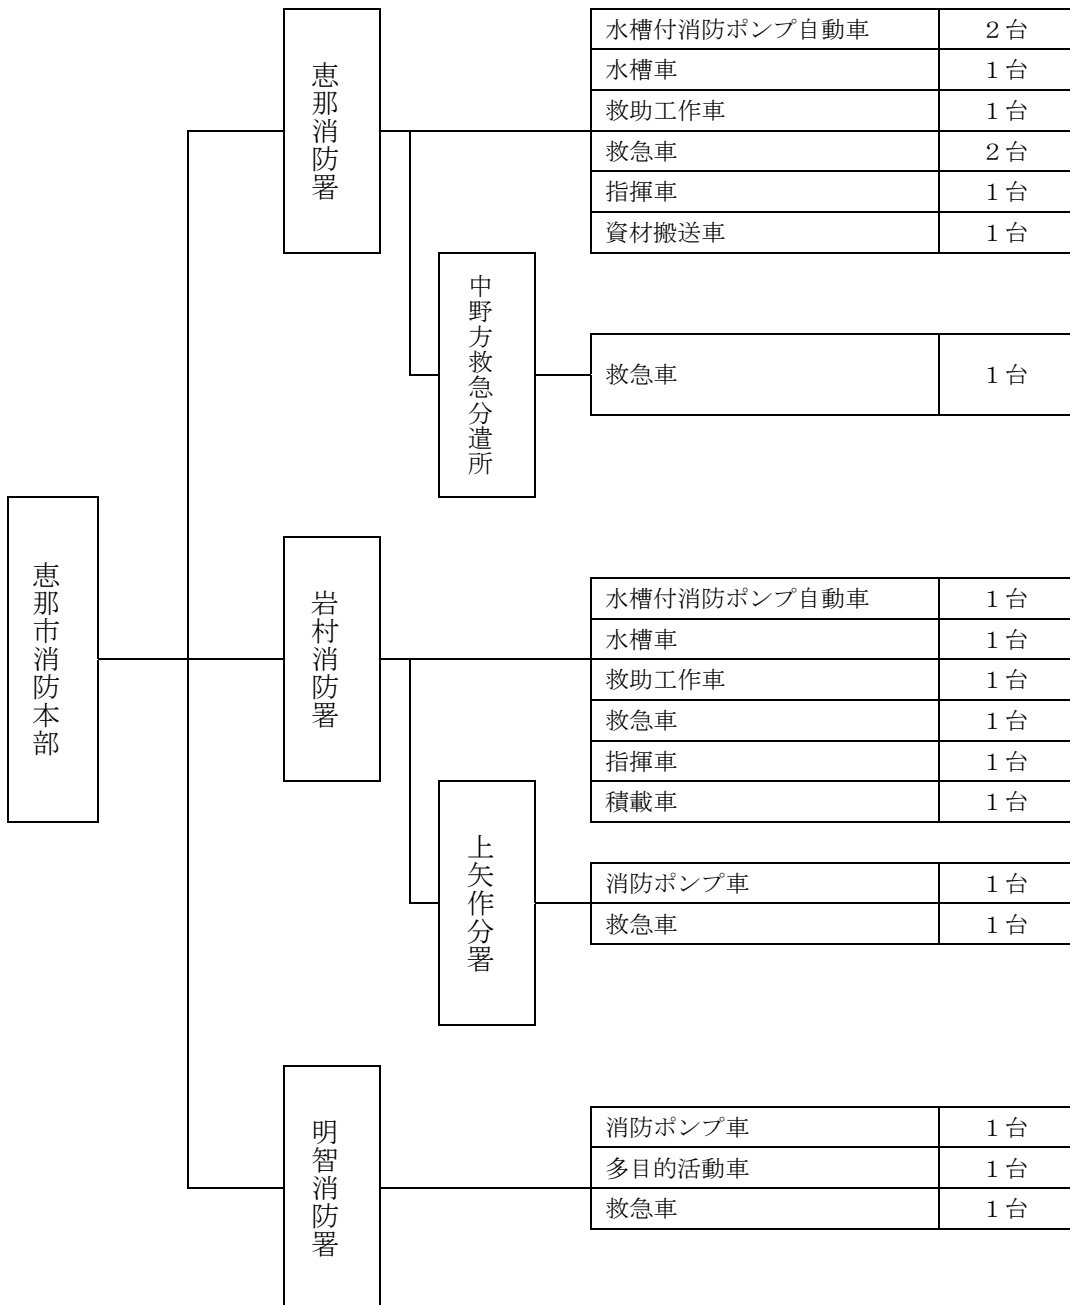 恵那市消防本部
恵那消防署
水槽付消防ポンプ自動車 ２台
水槽車 １台
救助工作車 １台
救急車 ２台
指揮車 １台
資材搬送車 １台
中野方救急分遣所
救急車 １台
岩村消防署
水槽付消防ポンプ自動車 １台
水槽車 １台
救助工作車 １台
救急車 １台
指揮車 １台
積載車 １台
上矢作分署
消防ポンプ車 １台
救急車 １台
明智消防署
消防ポンプ車 １台
多目的活動車 １台
救急車 １台